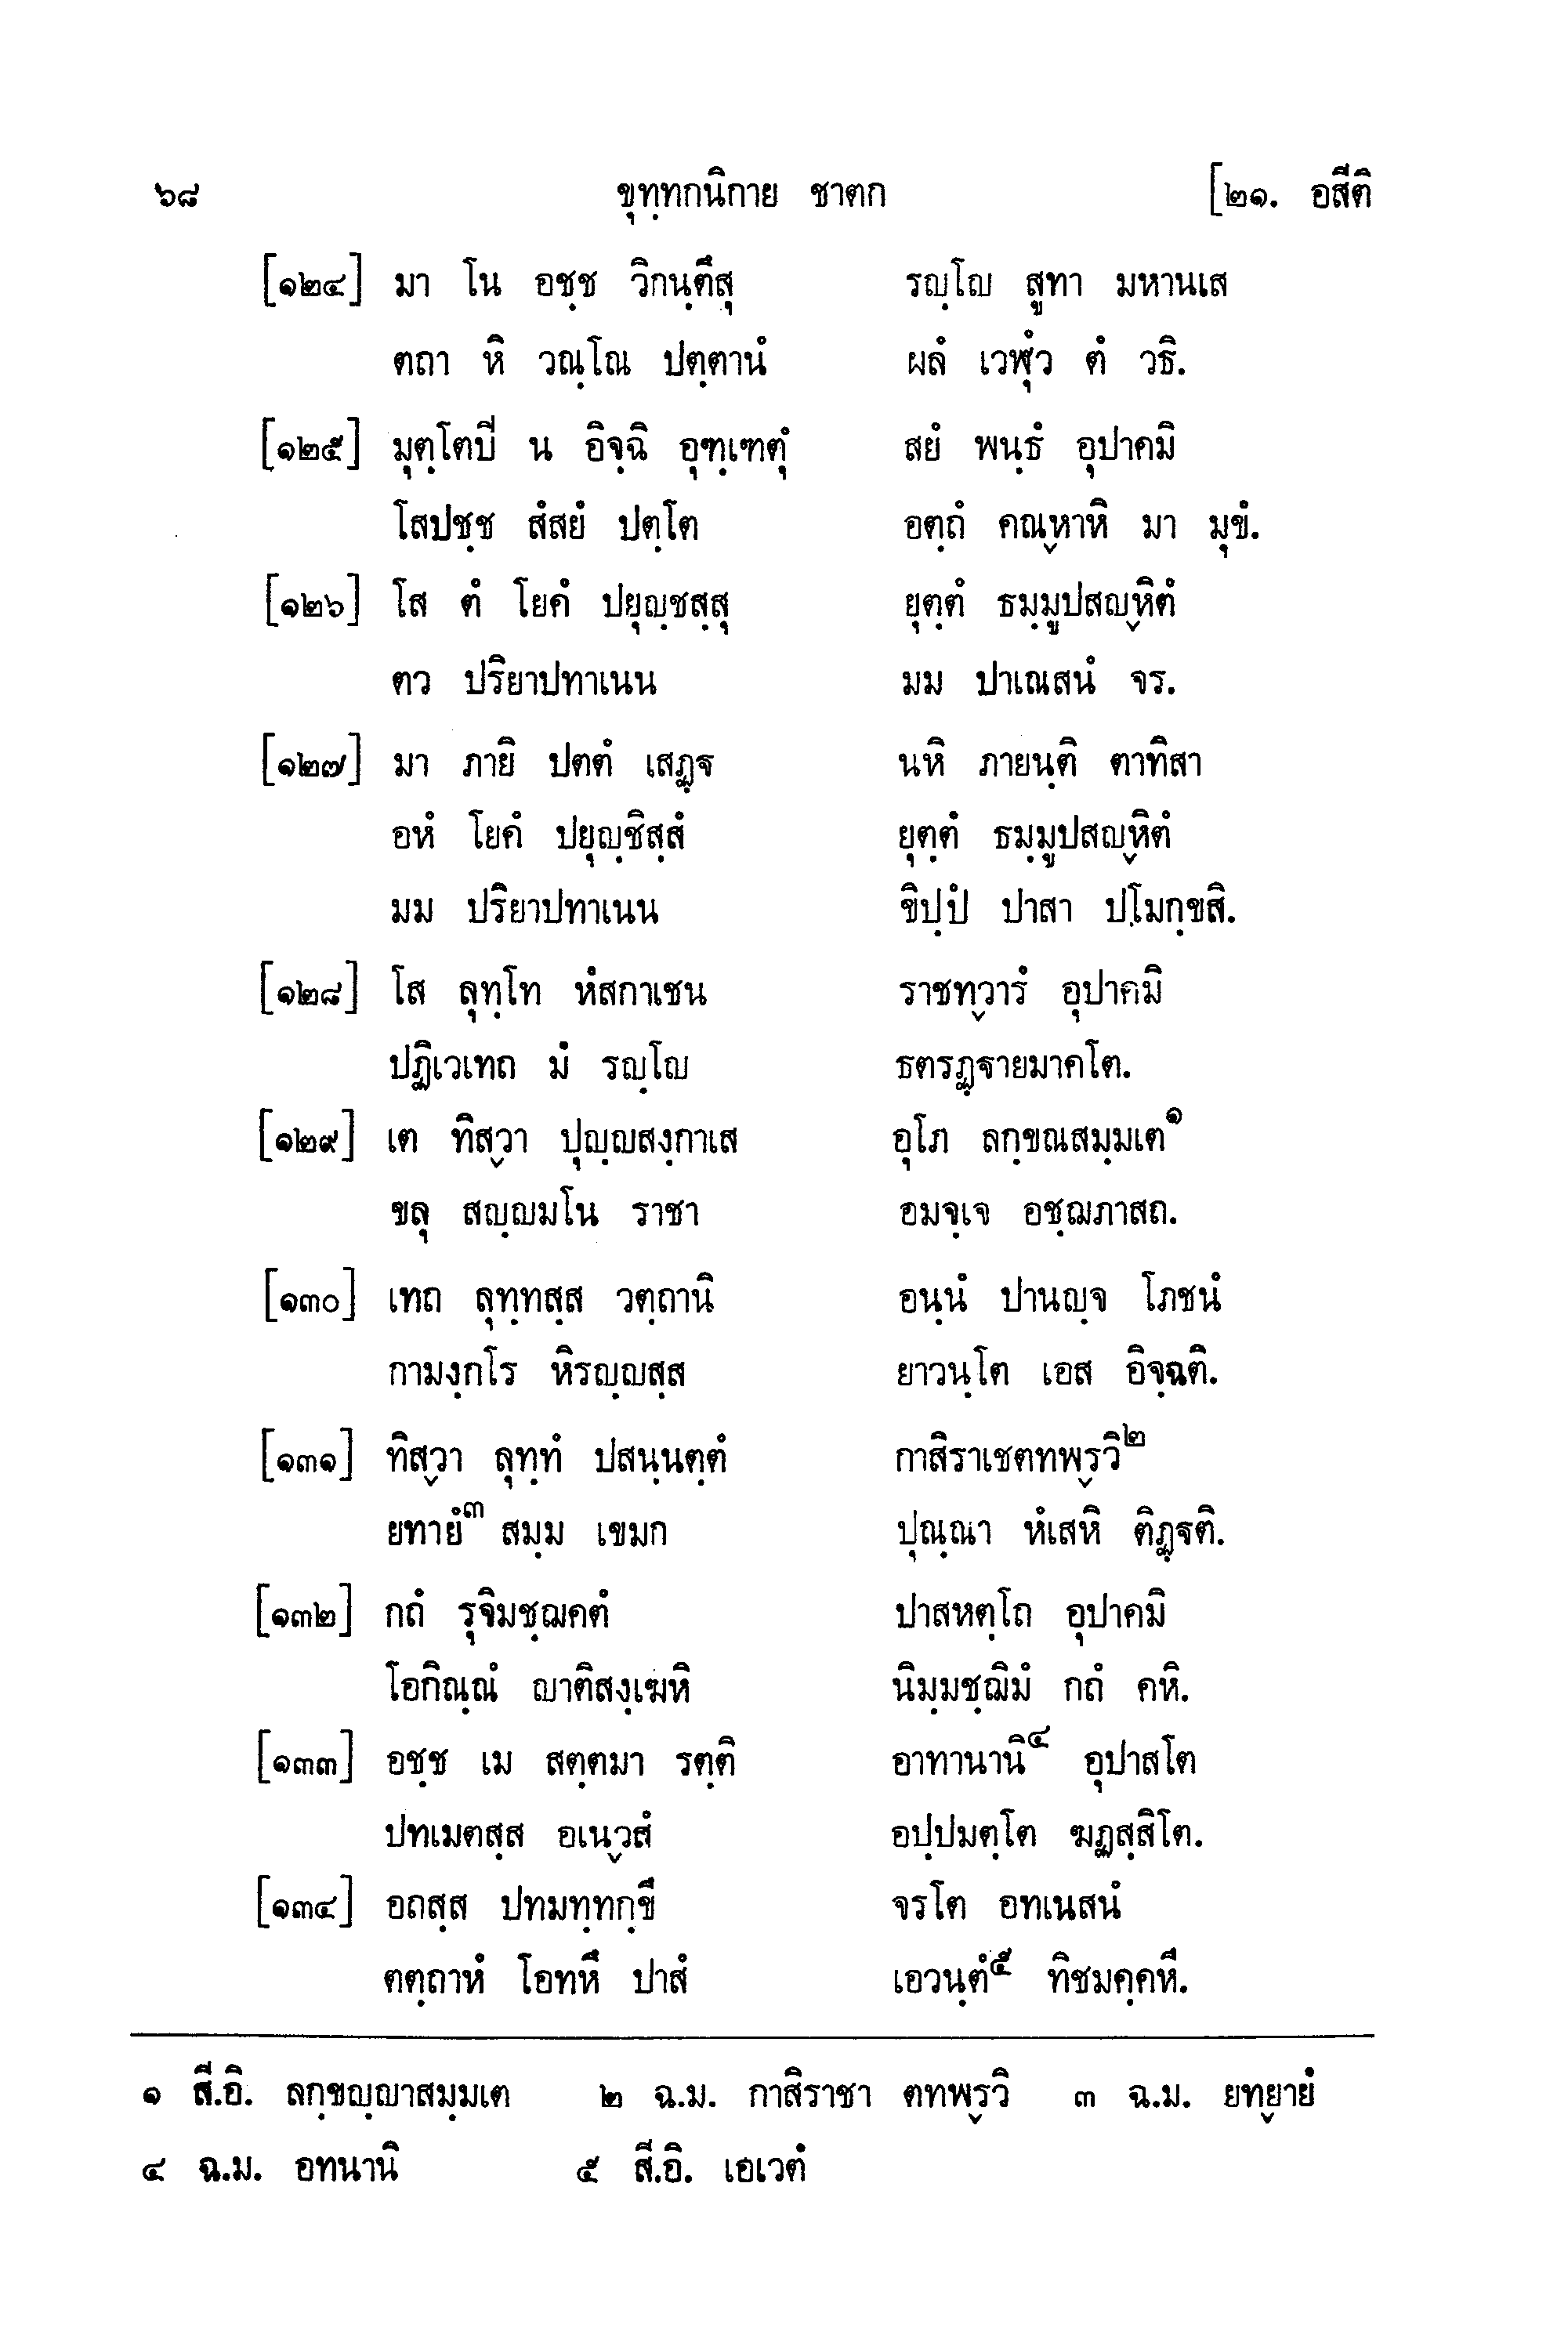 ๖๘ ขุทฺทกนิกาย ชาตก [๒๑. อสีติ
[๑๒๔] มา โน อชฺช วิกนฺตึสุ รญฺโญ สูทา มหานเส
ตถา หิ วณฺโณ ปตฺตานํ ผลํ เวฬุํว ตํ วธิ.
[๑๒๕] มุตฺโตปี น อิจฺฉิ อุฑฺเฑตุํ สยํ พนฺธํ อุปาคมิ
โสปชฺช สํสยํ ปตฺโต อตฺถํ คณฺหาหิ มา มุขํ.
[๑๒๖] โส ตํ โยคํ ปยุญฺชสฺสุ ยุตฺตํ ธมฺมูปสญฺหิตํ
ตว ปริยาปทาเนน มม ปาเณสนํ จร.
[๑๒๗] มา ภายิ ปตตํ เสฏฺฐ นหิ ภายนฺติ ตาทิสา
อหํ โยคํ ปยุญฺชิสฺสํ ยุตฺตํ ธมฺมูปสญฺหิตํ
มม ปริยาปทาเนน ขิปฺปํ ปาสา ปโมกฺขสิ.
[๑๒๘] โส ลุทฺโท หํสกาเชน ราชทฺวารํ อุปาคมิ
ปฏิเวเทถ มํ รญฺโญ ธตรฏฺฐายมาคโต.
[๑๒๙] เต ทิสฺวา ปุญฺญสงฺกาเส อุโภ ลกฺขณสมฺมเต๑
ขลุ สญฺญมโน ราชา อมจฺเจ อชฺฌภาสถ.
[๑๓๐] เทถ ลุทฺทสฺส วตฺถานิ อนฺนํ ปานญฺจ โภชนํ
กามงฺกโร หิรญฺญสฺส ยาวนฺโต เอส อิจฺฉติ.
[๑๓๑] ทิสฺวา ลุทฺทํ ปสนฺนตฺตํ กาสิราเชตทพฺรวิ๒
ยทายํ๓ สมฺม เขมก ปุณฺณา หํเสหิ ติฏฺฐติ.
[๑๓๒] กถํ รุจิมชฺฌคตํ ปาสหตฺโถ อุปาคมิ
โอกิณฺณํ ญาติสงฺเฆหิ นิมฺมชฺฌิมํ กถํ คหิ.
[๑๓๓] อชฺช เม สตฺตมา รตฺติ อาทานานิ๔ อุปาสโต
ปทเมตสฺส อเนฺวสํ อปฺปมตฺโต ฆฏสฺสิโต.
[๑๓๔] อถสฺส ปทมทฺทกฺขึ จรโต อทเนสนํ
ตตฺถาหํ โอทหึ ปาสํ เอวนฺตํ๕ ทิชมคฺคหึ.
๑ สี.อิ. ลกฺขญฺญาสมฺมเต ๒ ฉ.ม. กาสิราชา ตทพฺรวิ ๓ ฉ.ม. ยทฺยายํ
๔ ฉ.ม. อทนานิ ๕ สี.อิ. เอเวตํ